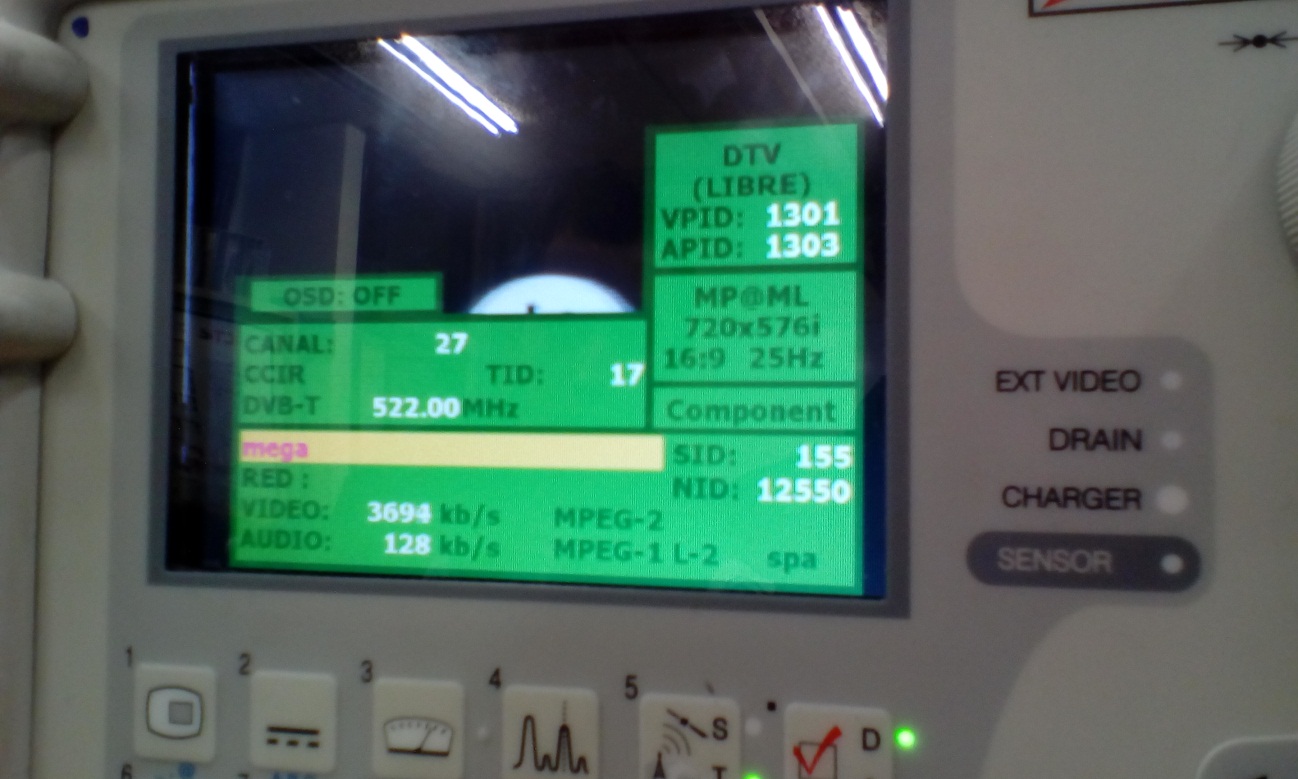 DTV
(LIBRE)
VPID: 1301
APID: 1303
OSD: OFF
MP@ML
720x576i
16:9 25Hz
CANAL: 27
CCIR TID: 17
DVB-T 522.00MHz
Component
mega
SID: 155
RED :
NID: 12550
VIDEO: 3694 kb/s MPEG-2
AUDIO: 128 kb/s MPEG-1 L-2 spa
EXT VIDEO
DRAIN
CHARGER
SENSOR
1
2
3
4
5
S
T
D
6
7